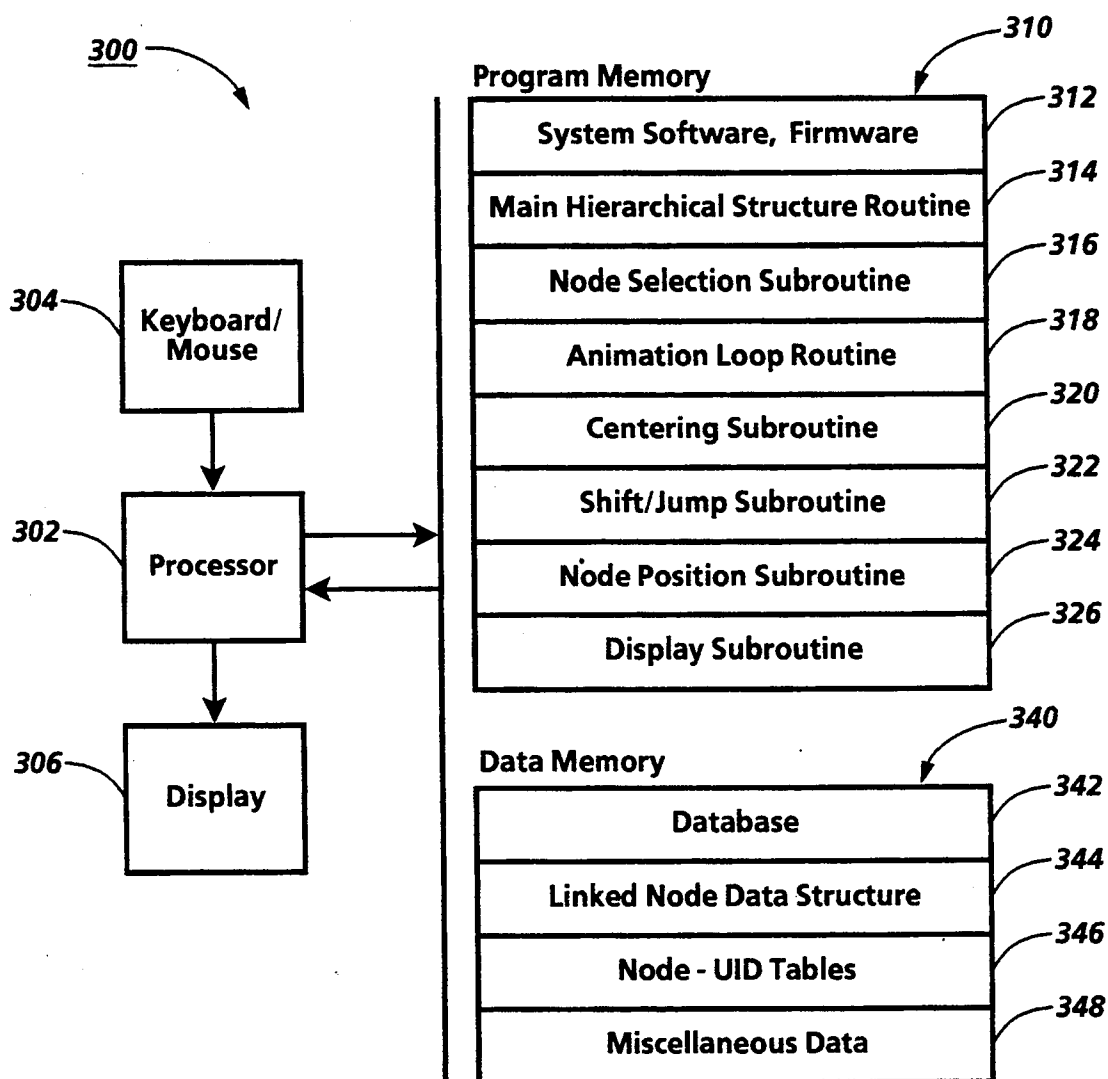 300
310
Program Memory
312
System Software, Firmware
314
Main Hierarchical Structure Routine
316
Node Selection Subroutine
304
Keyboard/
Mouse
318
Animation Loop Routine
320
Centering Subroutine
322
Shift/Jump Subroutine
302
Processor
324
Node Position Subroutine
326
Display Subroutine
306
Display
340
Data Memory
342
Database
344
Linked Node Data Structure
346
Node - UID Tables
348
Miscellaneous Data